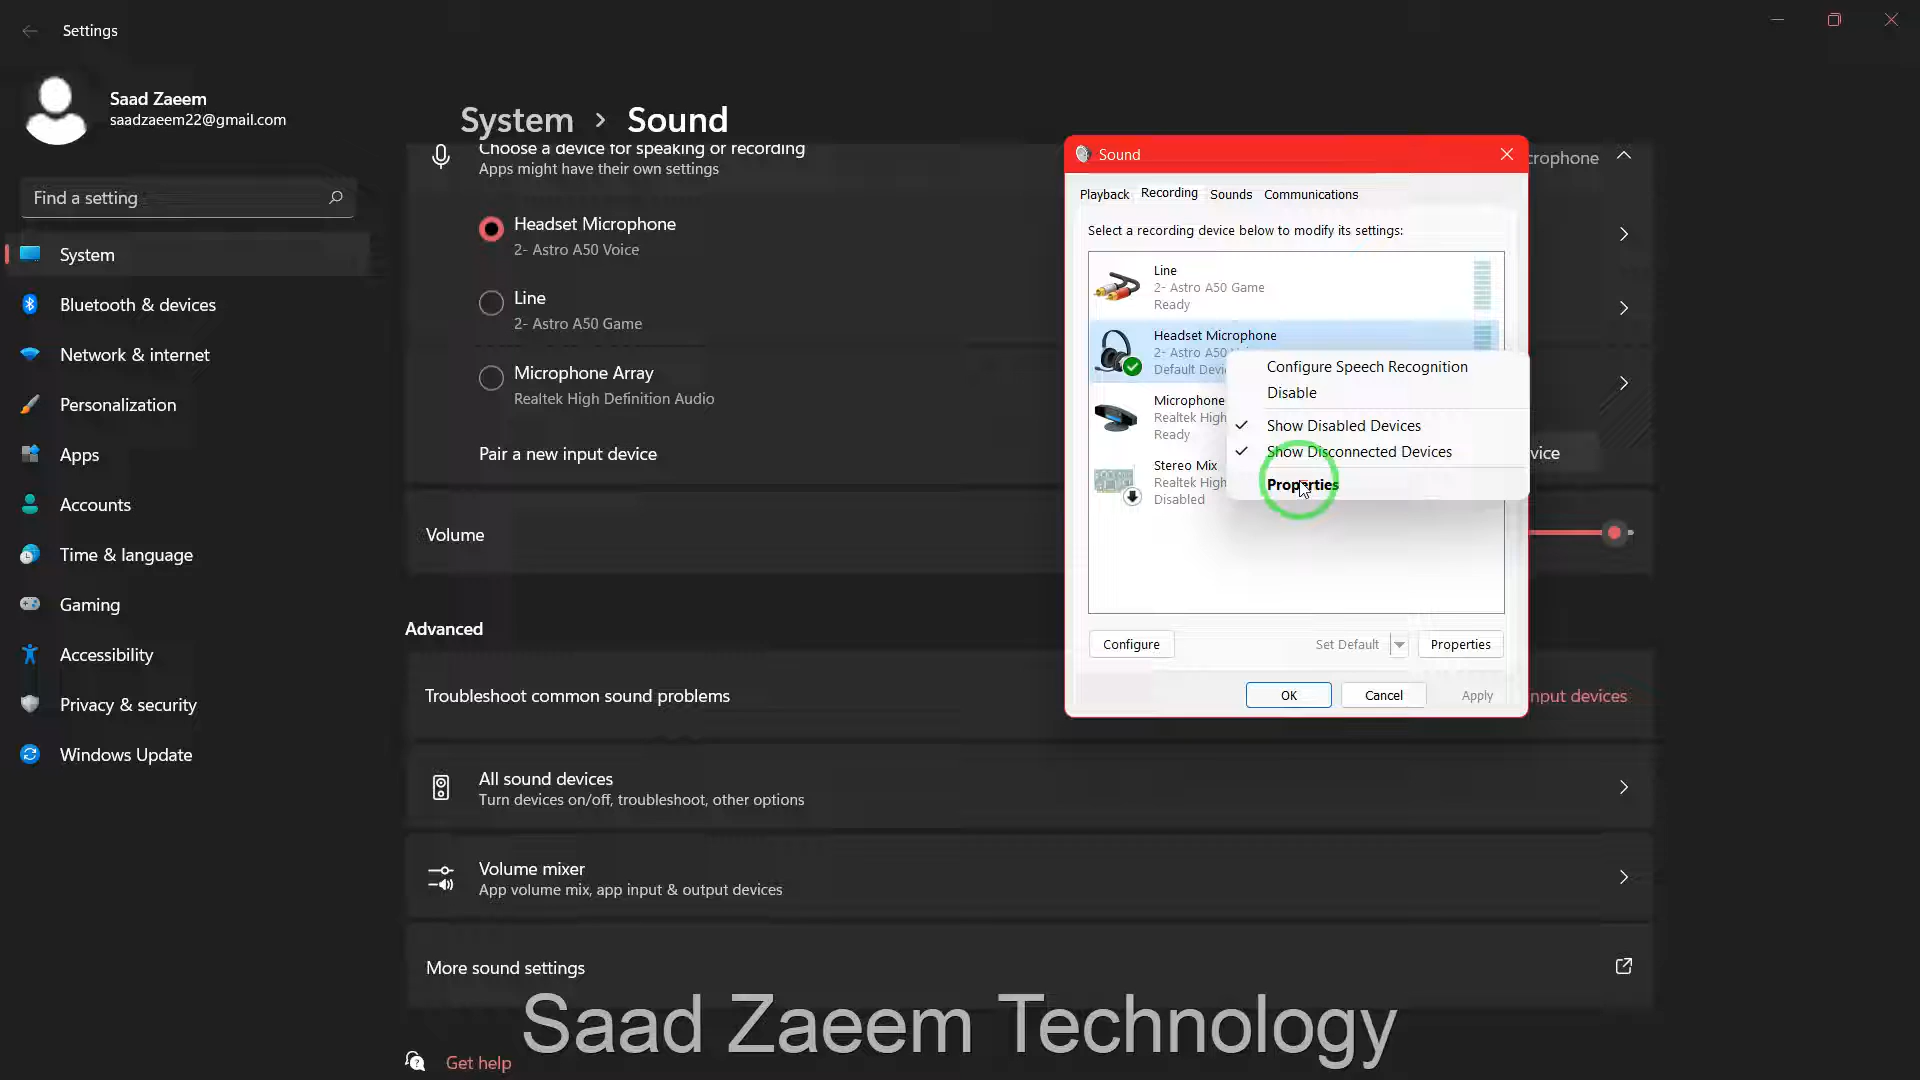 Settings
Saad Zaeem
saadzaeem22@gmail.com
Find a setting
System
Bluetooth & devices
Network & internet
Personalization
Apps
Accounts
Time & language
Gaming
Accessibility
Privacy & security
Windows Update
System > Sound
Choose a device for speaking or recording
Apps might have their own settings
Headset Microphone
2- Astro A50 Voice
Line
2- Astro A50 Game
Microphone Array
Realtek High Definition Audio
Pair a new input device
Volume
Advanced
Troubleshoot common sound problems
input devices
All sound devices
Turn devices on/off, troubleshoot, other options
Volume mixer
App volume mix, app input & output devices
More sound settings
Get help
Sound
Playback Recording Sounds Communications
Select a recording device below to modify its settings:
Line
2- Astro A50 Game
Ready
Headset Microphone
2- Astro A50
Default
Microphone
Realtek High
Ready
Stereo Mix
Realtek High
Disabled
Configure Speech Recognition
Disable
Show Disabled Devices
Show Disconnected Devices
Properties
Configure Set Default Properties
OK Cancel Apply
Saad Zaeem Technology